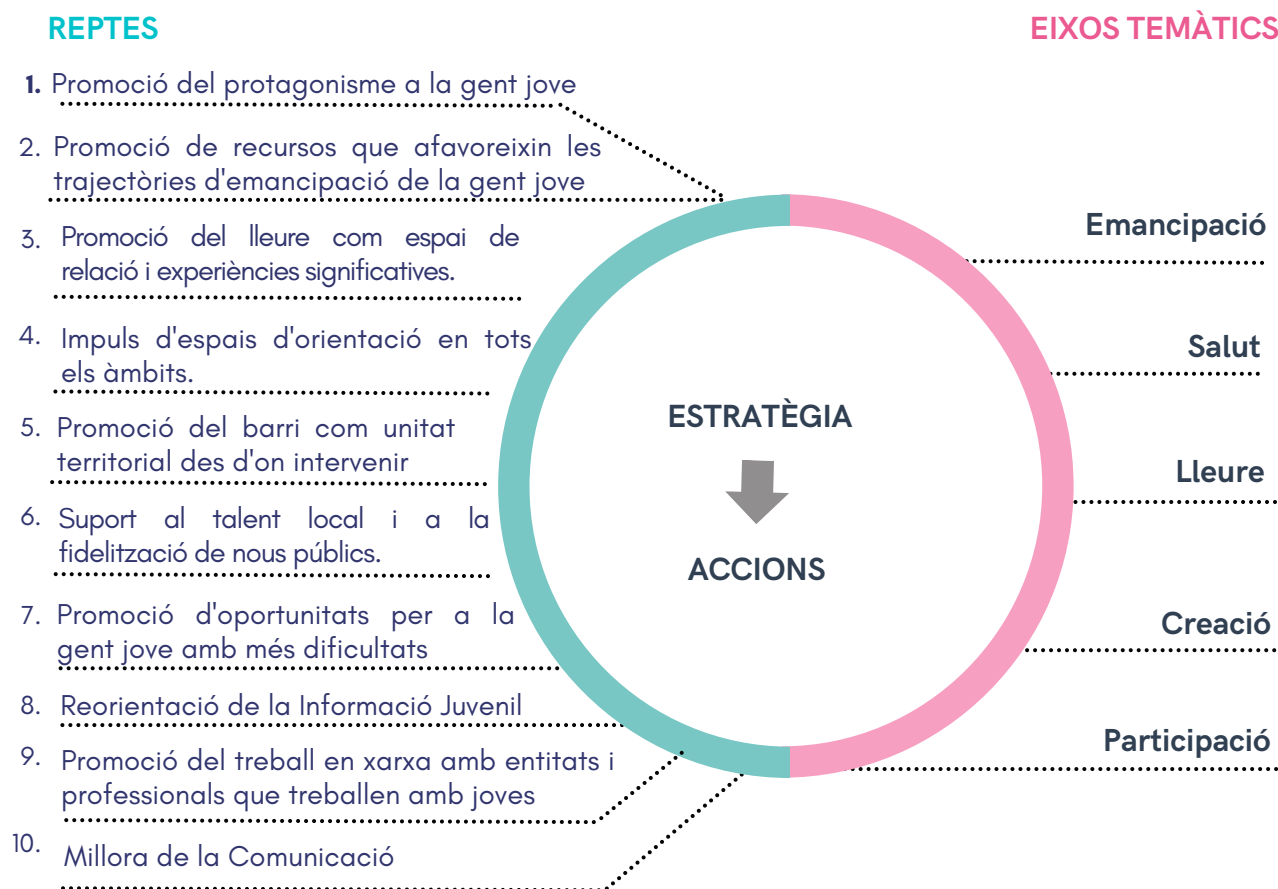 REPTES
EIXOS TEMÀTICS
1. Promoció del protagonisme a la gent jove
2. Promoció de recursos que afavoreixin les
trajectòries d'emancipació de la gent jove
3. Promoció del lleure com espai de
relació i experiències significatives.
4. Impuls d'espais d'orientació en tots
els àmbits.
5. Promoció del barri com unitat
territorial des d'on intervenir
6. Suport al talent local i a la
fidelització de nous públics.
7. Promoció d'oportunitats per a la
gent jove amb més dificultats
8. Reorientació de la Informació Juvenil
9. Promoció del treball en xarxa amb entitats i
professionals que treballen amb joves
10. Millora de la Comunicació
ESTRATÈGIA
ACCIONS
Emancipació
Salut
Lleure
Creació
Participació